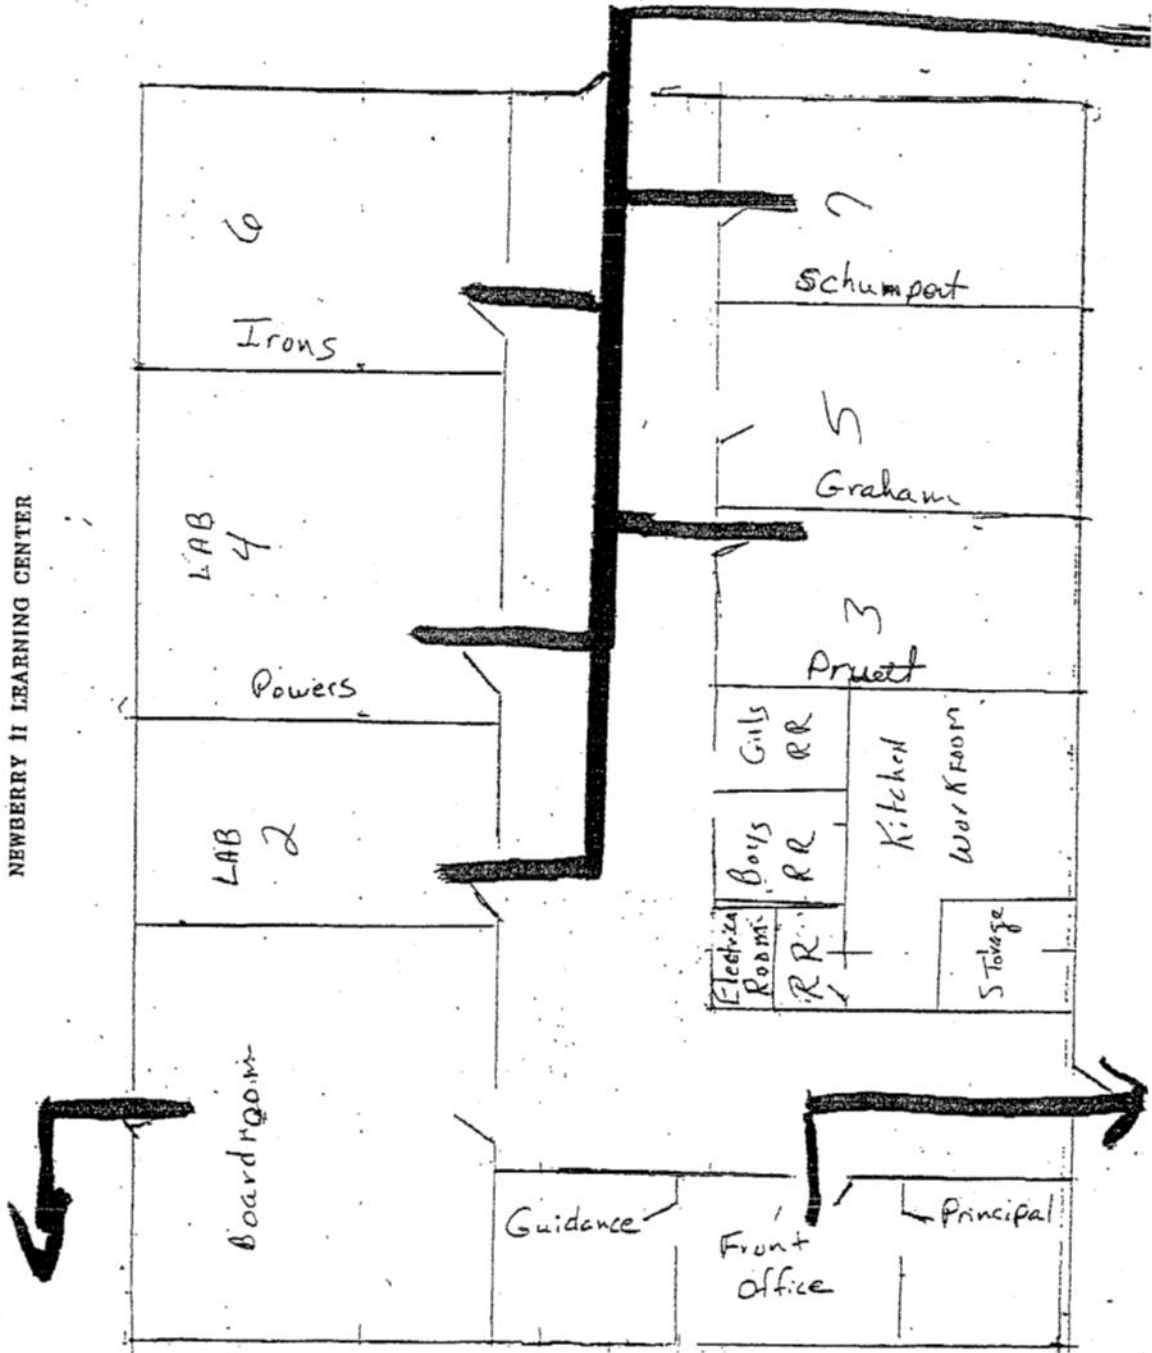 NEWBERRY II LEARNING CENTER
6
Irons
7
Schumpert
5
Graham
LAB
4
Powers
3
Pruett
Girls
RR
Kitchen
Workroom
LAB
2
Boys
RR
Electrica
Room
RR
Storage
Boardroom
Guidance
Front
Office
Principal